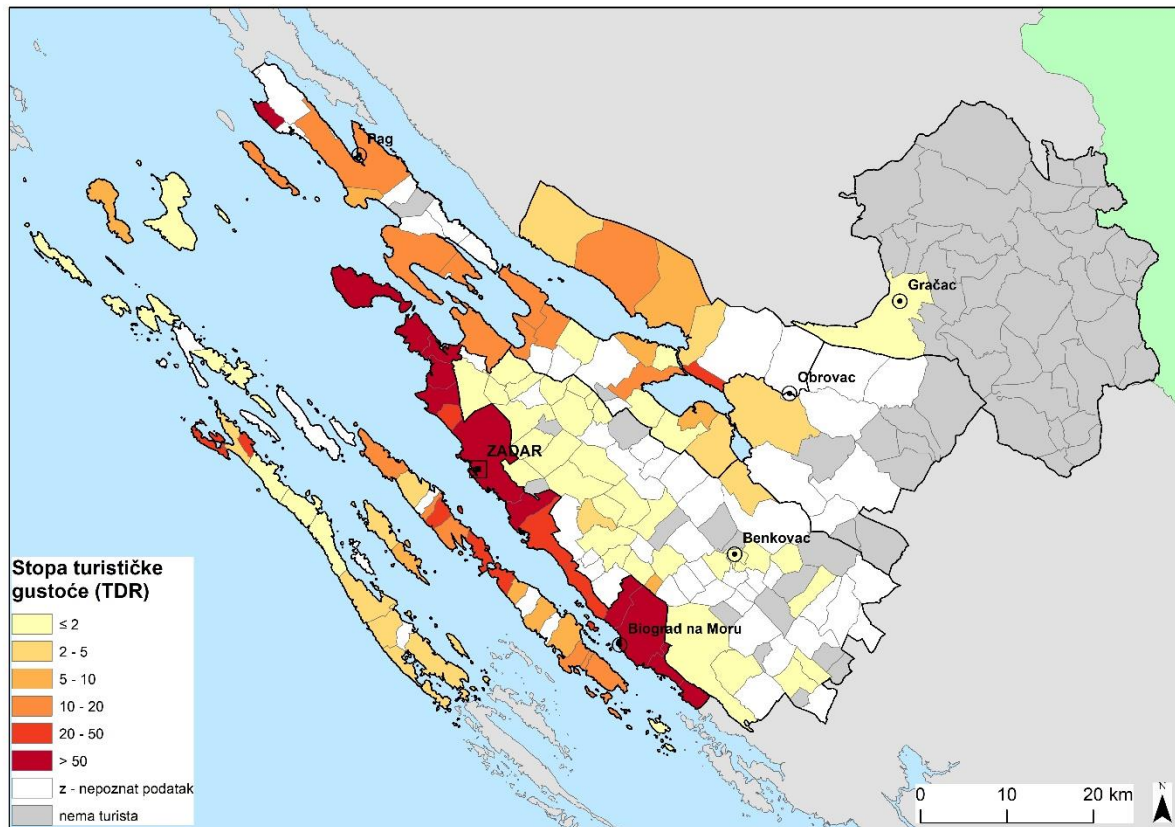 Pag
Gračac
Obrovac
ZADAR
Benkovac
Biograd na Moru
Stopa turističke
gustoće (TDR)
≤ 2
2 - 5
5 - 10
10 - 20
20 - 50
> 50
z - nepoznat podatak
nema turista
0 10 20 km
N